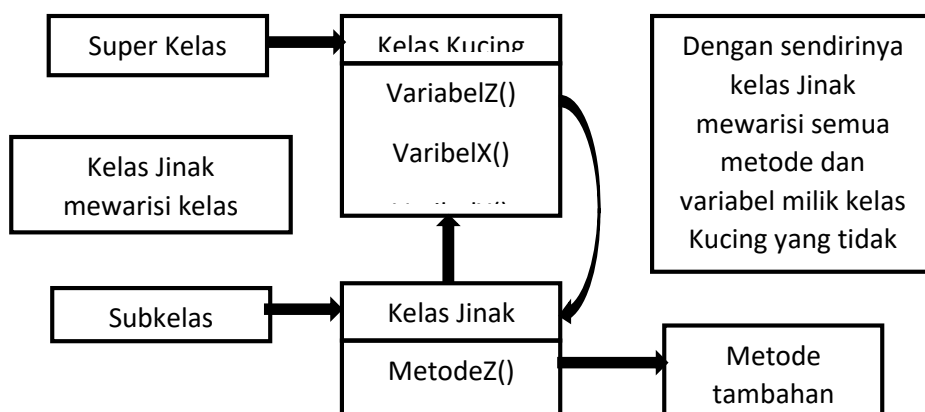 Super Kelas
Kelas Kucing
VariabelZ()
VaribelX()
Dengan sendirinya
kelas Jinak
mewarisi semua
metode dan
variabel milik kelas
Kucing yang tidak
Kelas Jinak
mewarisi kelas
Subkelas
Kelas Jinak
MetodeZ()
Metode
tambahan